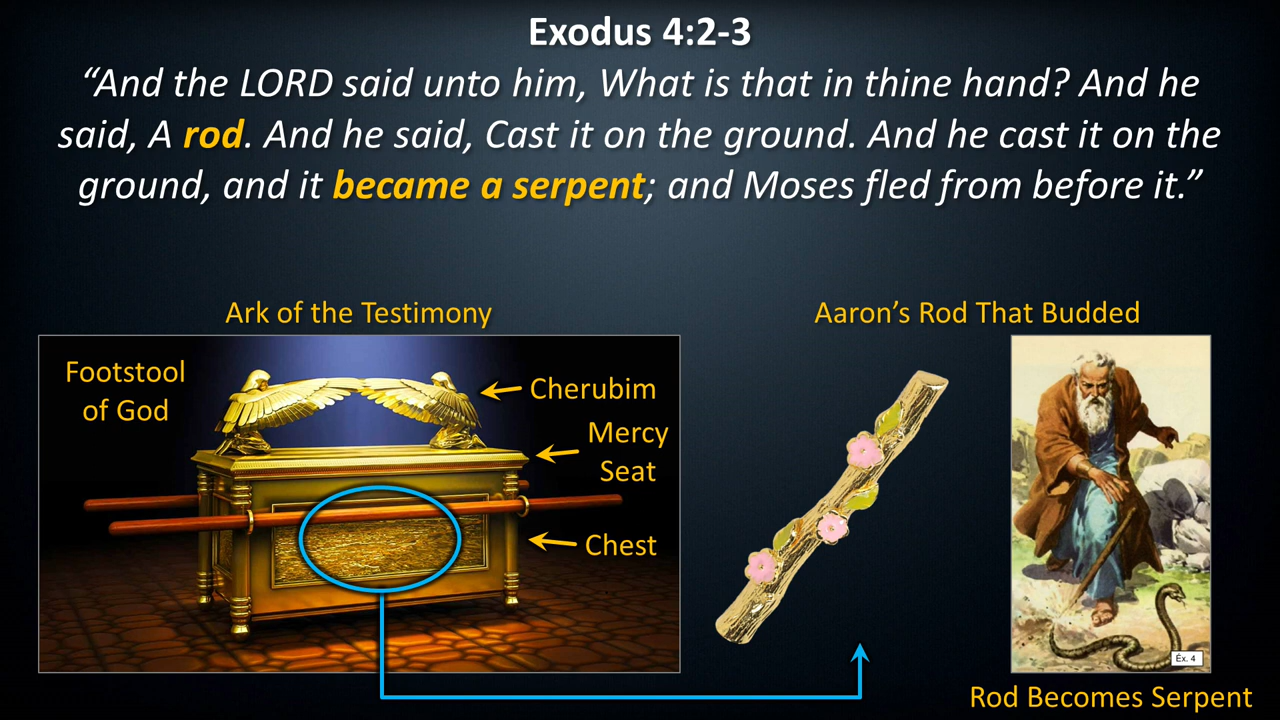 Exodus 4:2-3
“And the LORD said unto him, What is that in thine hand? And he
said, A rod. And he said, Cast it on the ground. And he cast it on the
ground, and it became a serpent; and Moses fled from before it.”
Ark of the Testimony
Footstool
of God
Cherubim
Mercy
Seat
Chest
Aaron’s Rod That Budded
Êx. 4
Rod Becomes Serpent